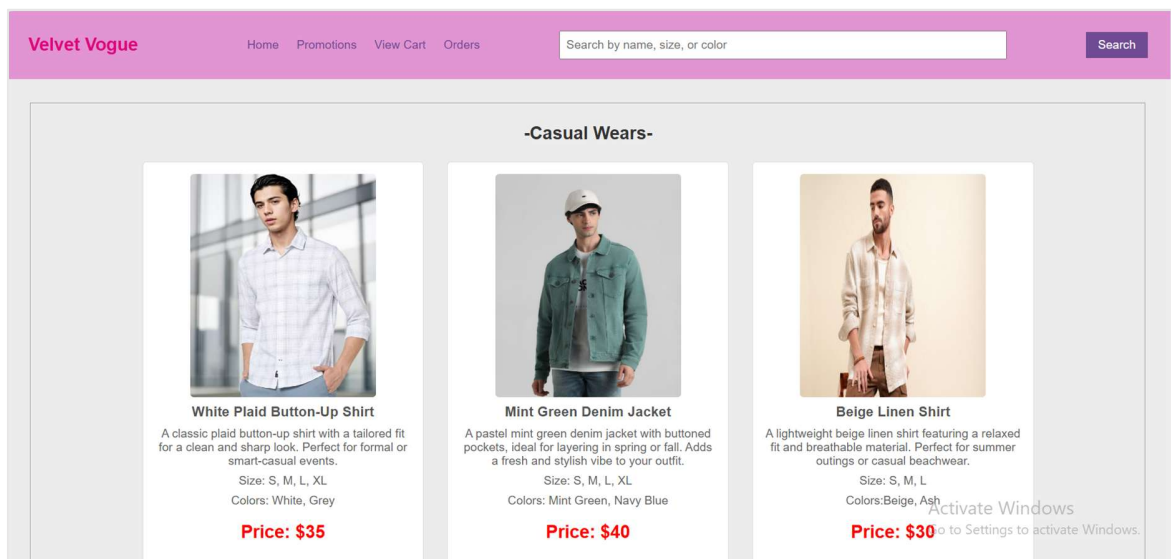 Velvet Vogue
Home Promotions View Cart Orders
Search by name, size, or color
Search
-Casual Wears-
White Plaid Button-Up Shirt
A classic plaid button-up shirt with a tailored fit
for a clean and sharp look. Perfect for formal or
smart-casual events.
Size: S, M, L, XL
Colors: White, Grey
Price: $35
Mint Green Denim Jacket
A pastel mint green denim jacket with buttoned
pockets, ideal for layering in spring or fall. Adds
a fresh and stylish vibe to your outfit.
Size: S, M, L, XL
Colors: Mint Green, Navy Blue
Price: $40
Beige Linen Shirt
A lightweight beige linen shirt featuring a relaxed
fit and breathable material. Perfect for summer
outings or casual beachwear.
Size: S, M, L
Colors:Beige, Ash
Price: $30
Activate Windows
Go to Settings to activate Windows.